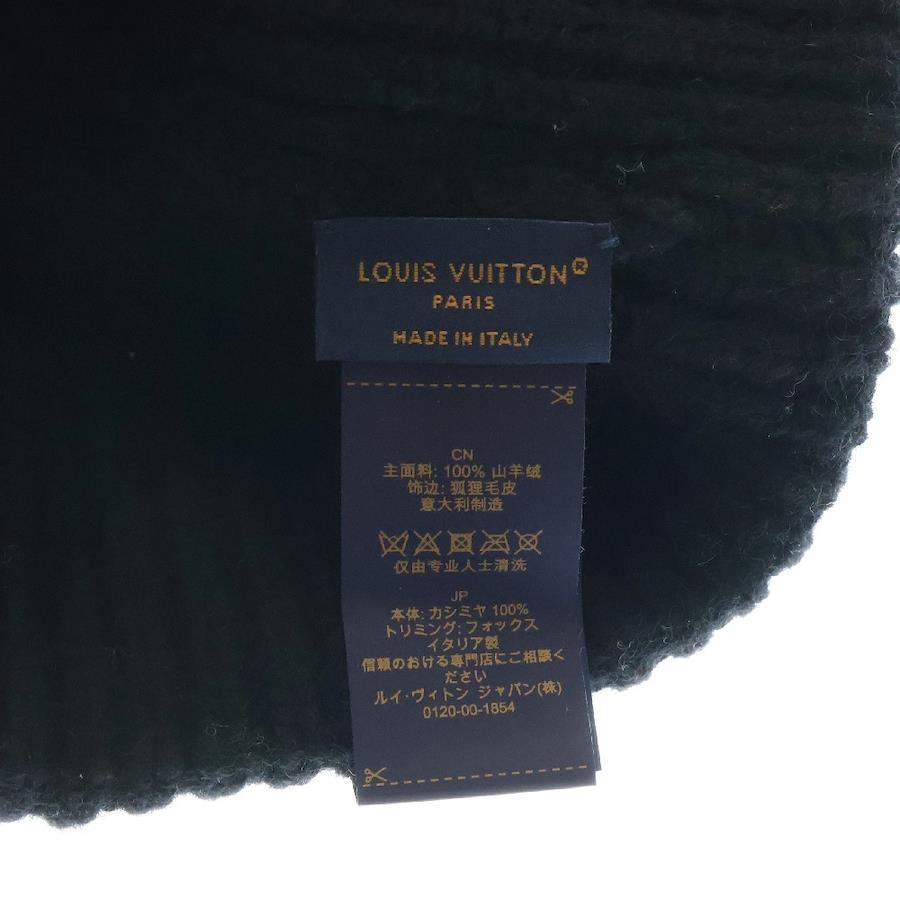 LOUIS VUITTON®
PARIS
MADE IN ITALY
CN
主面料: 100% 山羊绒
饰边: 狐狸毛皮
意大利制造
仅由专业人士清洗
JP
本体: カシミヤ 100%
トリミング: フォックス
イタリア製
信頼のおける専門店にご相談く
ださい
ルイ·ヴィトン ジャパン(株)
0120-00-1854